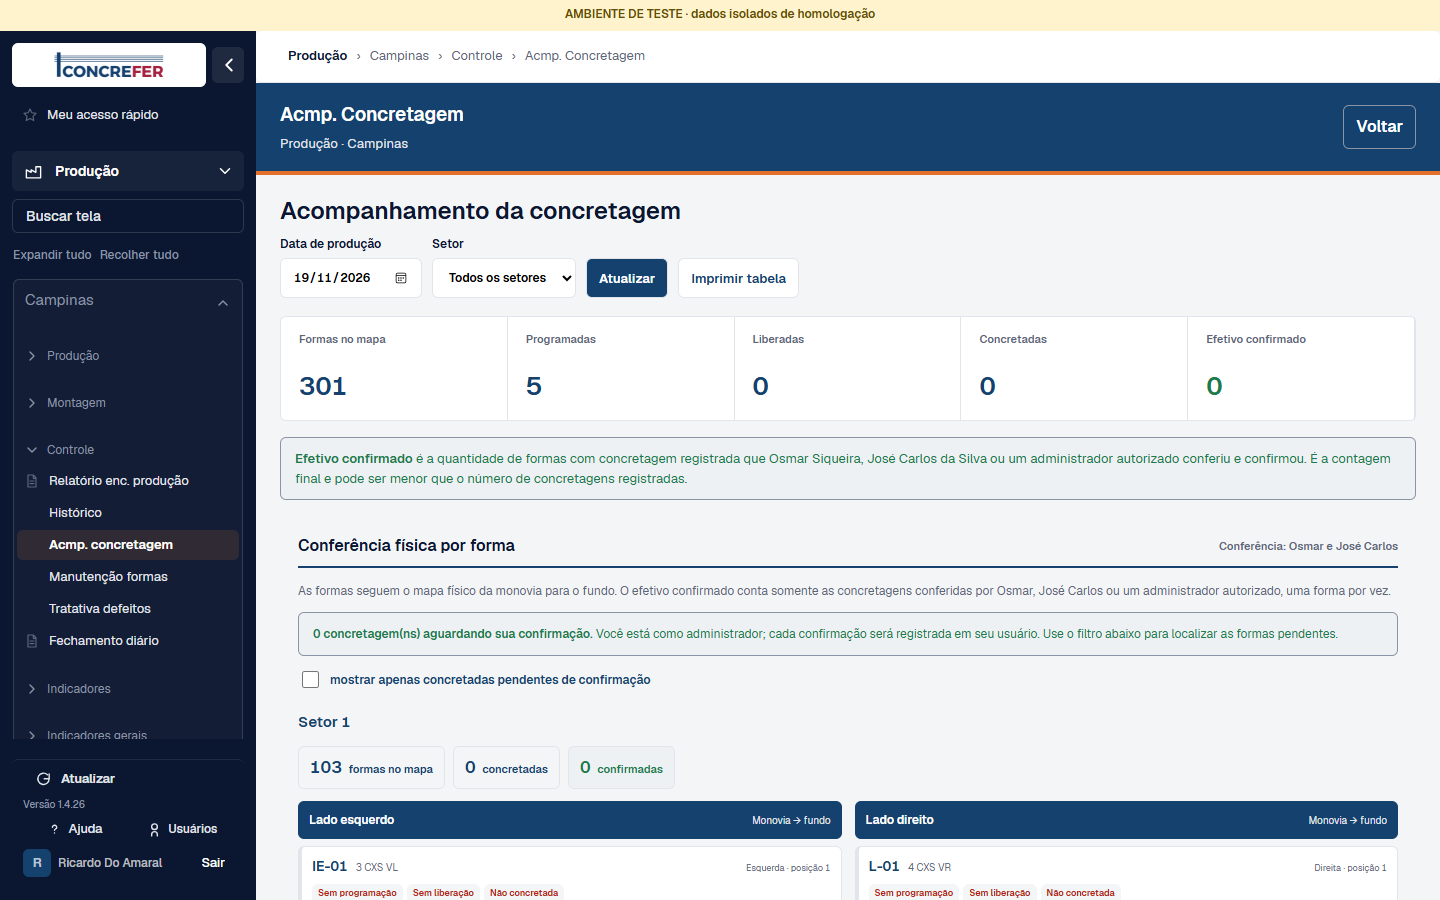 AMBIENTE DE TESTE · dados isolados de homologação
CONCREFER
Meu acesso rápido
Produção
Buscar tela
Expandir tudo Recolher tudo
Campinas
Produção
Montagem
Controle
Relatório enc. produção
Histórico
Acmp. concretagem
Manutenção formas
Tratativa defeitos
Fechamento diário
Indicadores
Indicadores gerais
Atualizar
Versão 1.4.26
? Ajuda Usuários
R Ricardo Do Amaral Sair
Produção › Campinas › Controle › Acmp. Concretagem
Acmp. Concretagem
Produção · Campinas
Voltar
Acompanhamento da concretagem
Data de produção Setor
19/11/2026 Todos os setores Atualizar Imprimir tabela
Formas no mapa Programadas Liberadas Concretadas Efetivo confirmado
301 5 0 0 0
Efetivo confirmado é a quantidade de formas com concretagem registrada que Osmar Siqueira, José Carlos da Silva ou um administrador autorizado conferiu e confirmou. É a contagem
final e pode ser menor que o número de concretagens registradas.
Conferência física por forma Conferência: Osmar e José Carlos
As formas seguem o mapa físico da monovia para o fundo. O efetivo confirmado conta somente as concretagens conferidas por Osmar, José Carlos ou um administrador autorizado, uma forma por vez.
0 concretagem(ns) aguardando sua confirmação. Você está como administrador; cada confirmação será registrada em seu usuário. Use o filtro abaixo para localizar as formas pendentes.
mostrar apenas concretadas pendentes de confirmação
Setor 1
103 formas no mapa 0 concretadas 0 confirmadas
Lado esquerdo Monovia → fundo Lado direito Monovia → fundo
IE-01 3 CXS VL Esquerda · posição 1 L-01 4 CXS VR Direita · posição 1
Sem programação Sem liberação Não concretada Sem programação Sem liberação Não concretada